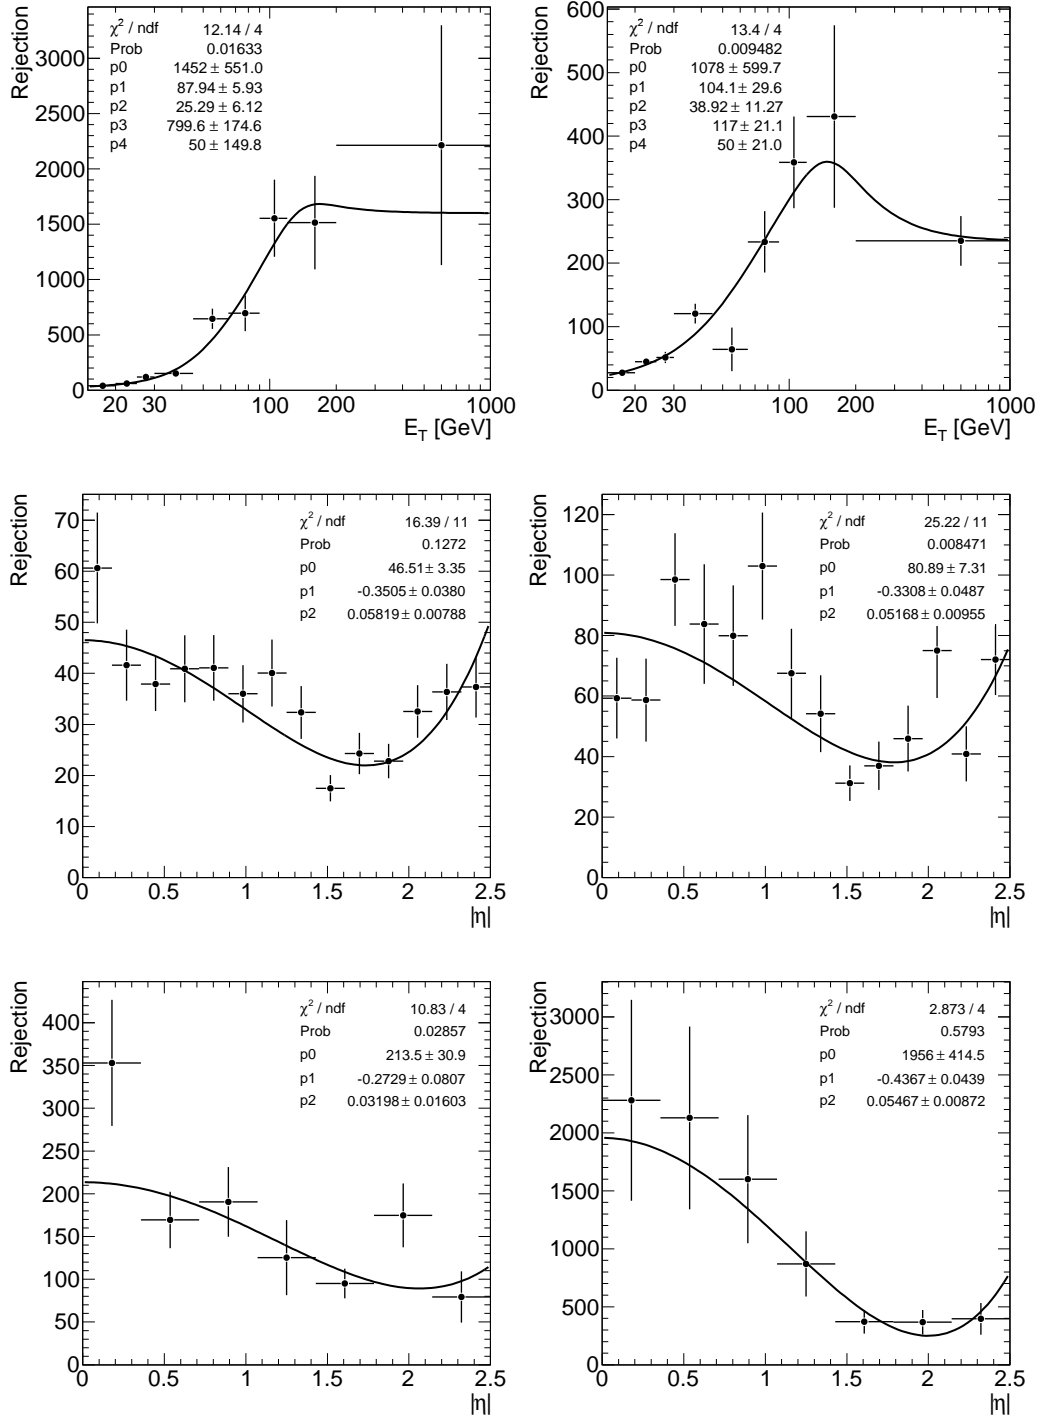 Rejection
χ² / ndf 12.14 / 4
Prob 0.01633
p0 1452 ± 551.0
p1 87.94 ± 5.93
p2 25.29 ± 6.12
p3 799.6 ± 174.6
p4 50 ± 149.8
3500
3000
2500
2000
1500
1000
500
0
20 30 100 200 1000
E_T [GeV]
Rejection
χ² / ndf 13.4 / 4
Prob 0.009482
p0 1078 ± 599.7
p1 104.1 ± 29.6
p2 38.92 ± 11.27
p3 117 ± 21.1
p4 50 ± 21.0
600
500
400
300
200
100
0
20 30 100 200 1000
E_T [GeV]
Rejection
χ² / ndf 16.39 / 11
Prob 0.1272
p0 46.51 ± 3.35
p1 -0.3505 ± 0.0380
p2 0.05819 ± 0.00788
70
60
50
40
30
20
10
0
0 0.5 1 1.5 2 2.5
|η|
Rejection
χ² / ndf 25.22 / 11
Prob 0.008471
p0 80.89 ± 7.31
p1 -0.3308 ± 0.0487
p2 0.05168 ± 0.00955
120
100
80
60
40
20
0
0 0.5 1 1.5 2 2.5
|η|
Rejection
χ² / ndf 10.83 / 4
Prob 0.02857
p0 213.5 ± 30.9
p1 -0.2729 ± 0.0807
p2 0.03198 ± 0.01603
400
350
300
250
200
150
100
50
0
0 0.5 1 1.5 2 2.5
|η|
Rejection
χ² / ndf 2.873 / 4
Prob 0.5793
p0 1956 ± 414.5
p1 -0.4367 ± 0.0439
p2 0.05467 ± 0.00872
3000
2500
2000
1500
1000
500
0
0 0.5 1 1.5 2 2.5
|η|